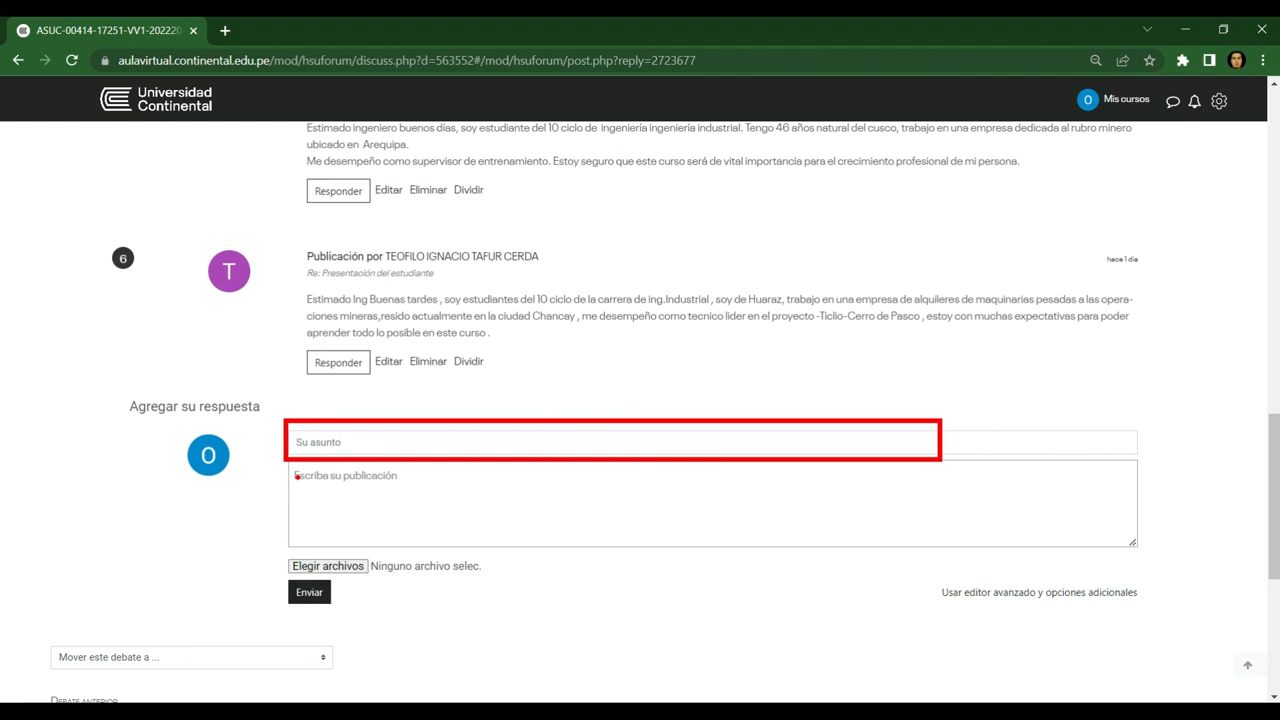 ASUC-00414-17251-VV1-202220
aulavirtual.continental.edu.pe/mod/hsuforum/discuss.php?d=563552#/mod/hsuforum/post.php?reply=2723677
Universidad
Continental
O Mis cursos
Estimado ingeniero buenos días, soy estudiante del 10 ciclo de ingeniería ingeniería industrial. Tengo 46 años natural del cusco, trabajo en una empresa dedicada al rubro minero
ubicado en Arequipa.
Me desempeño como supervisor de entrenamiento. Estoy seguro que este curso será de vital importancia para el crecimiento profesional de mi persona.
Responder Editar Eliminar Dividir
6
T
Publicación por TEOFILO IGNACIO TAFUR CERDA
hace 1 día
Re: Presentación del estudiante
Estimado Ing Buenas tardes , soy estudiantes del 10 ciclo de la carrera de ing.Industrial , soy de Huaraz, trabajo en una empresa de alquileres de maquinarias pesadas a las opera-
ciones mineras,resido actualmente en la ciudad Chancay , me desempeño como tecnico lider en el proyecto -Ticlio-Cerro de Pasco , estoy con muchas expectativas para poder
aprender todo lo posible en este curso .
Responder Editar Eliminar Dividir
Agregar su respuesta
O
Su asunto
Escriba su publicación
Elegir archivos Ninguno archivo selec.
Enviar
Usar editor avanzado y opciones adicionales
Mover este debate a ...
DEBATE ANTERIOR